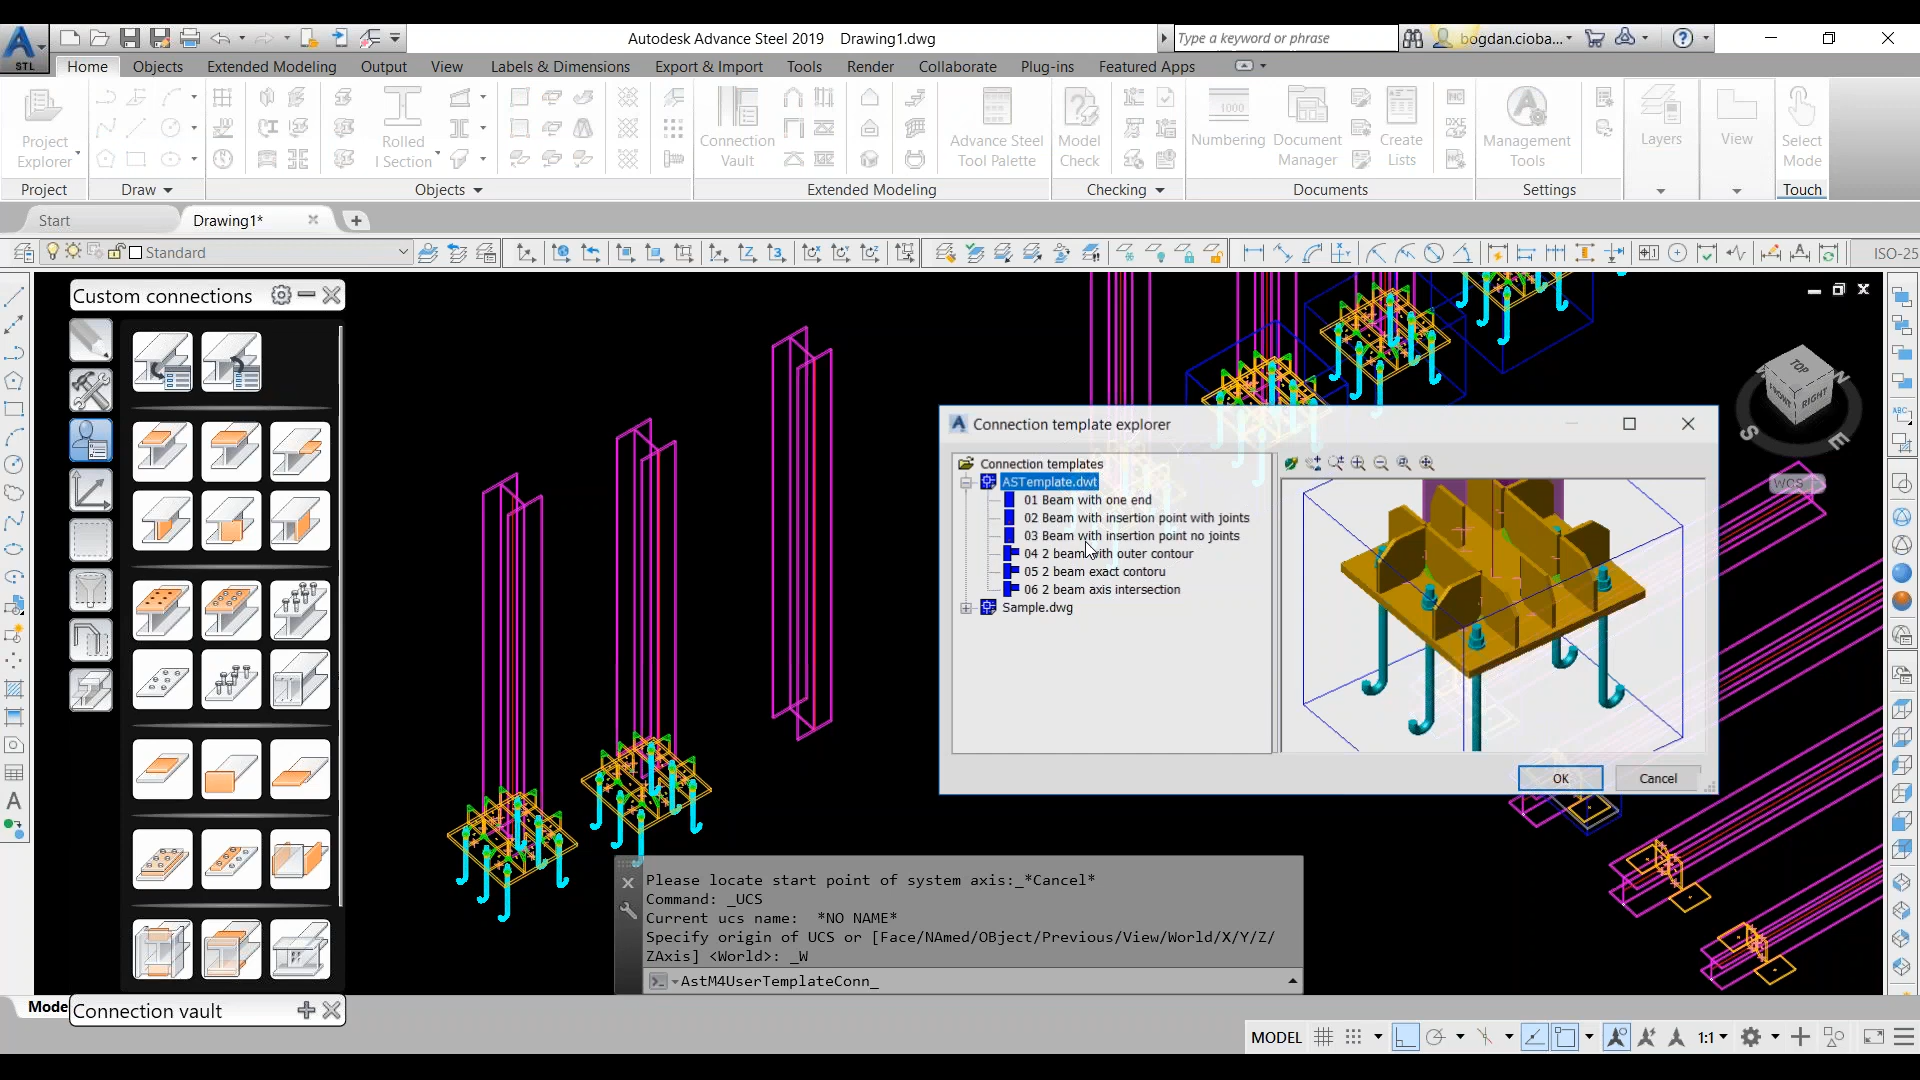 STL
Autodesk Advance Steel 2019 Drawing1.dwg
Type a keyword or phrase
bogdan.cioba...
Home Objects Extended Modeling Output View Labels & Dimensions Export & Import Tools Render Collaborate Plug-ins Featured Apps
Project
Explorer
Rolled
I Section
Connection
Vault
Advance Steel
Tool Palette
Model
Check
1000
Numbering
Document
Manager
Create
Lists
NC
DXF
Management
Tools
Layers
View
Select
Mode
Project Draw Objects Extended Modeling Checking Documents Settings Touch
Start Drawing1*
Standard
ISO-25
Custom connections
TOP
FRONT RIGHT
S E
WCS
Connection template explorer
Connection templates
ASTemplate.dwt
01 Beam with one end
02 Beam with insertion point with joints
03 Beam with insertion point no joints
04 2 beam with outer contour
05 2 beam exact contoru
06 2 beam axis intersection
Sample.dwg
OK Cancel
Please locate start point of system axis:_*Cancel*
Command: _UCS
Current ucs name: *NO NAME*
Specify origin of UCS or [Face/NAmed/OBject/Previous/View/World/X/Y/Z/
ZAxis] <World>: _W
AstM4UserTemplateConn_
Mode
Connection vault
MODEL 1:1